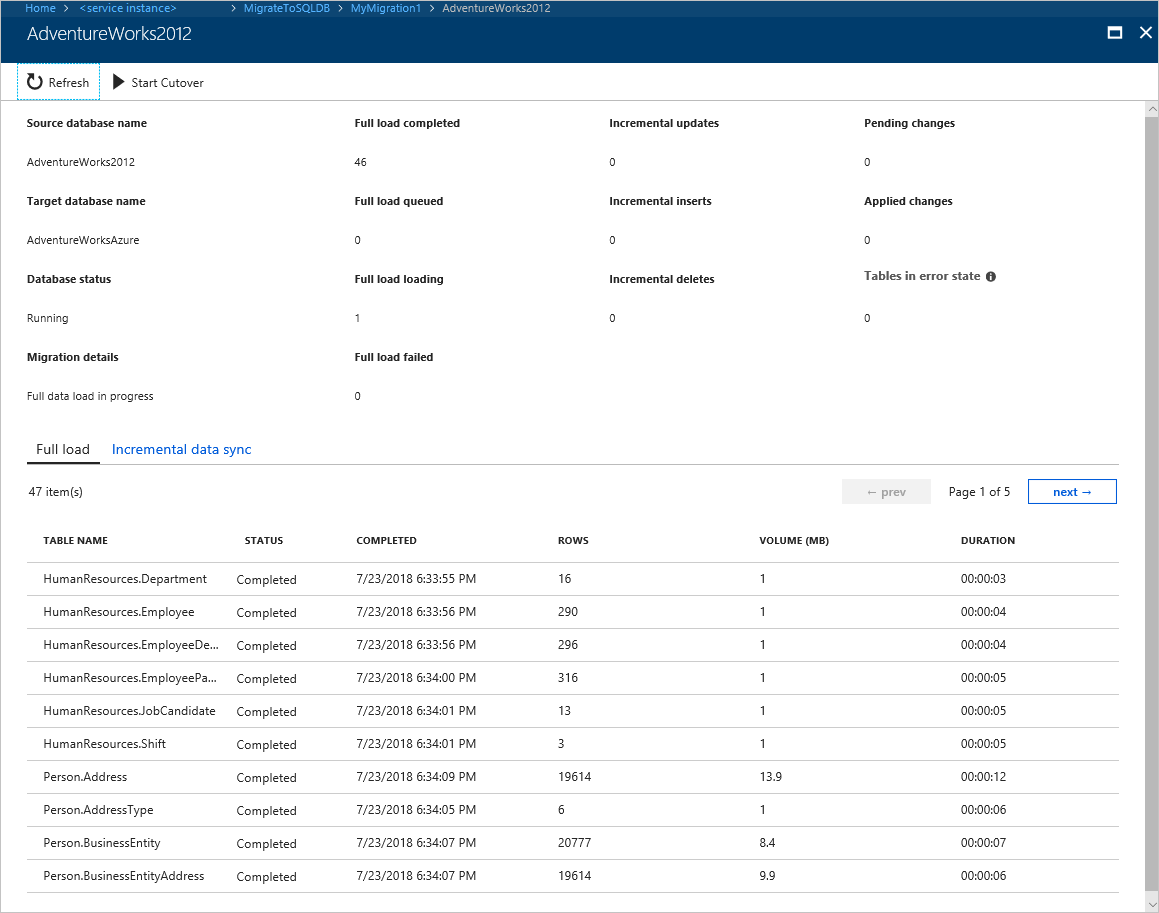 Home > <service instance> > MigrateToSQLDB > MyMigration1 > AdventureWorks2012
AdventureWorks2012
Refresh Start Cutover
Source database name Full load completed Incremental updates Pending changes
AdventureWorks2012 46 0 0
Target database name Full load queued Incremental inserts Applied changes
AdventureWorksAzure 0 0 0
Database status Full load loading Incremental deletes Tables in error state
Running 1 0 0
Migration details Full load failed
Full data load in progress 0
Full load Incremental data sync
47 item(s) ← prev Page 1 of 5 next →
TABLE NAME STATUS COMPLETED ROWS VOLUME (MB) DURATION
HumanResources.Department Completed 7/23/2018 6:33:55 PM 16 1 00:00:03
HumanResources.Employee Completed 7/23/2018 6:33:56 PM 290 1 00:00:04
HumanResources.EmployeeDe... Completed 7/23/2018 6:33:56 PM 296 1 00:00:04
HumanResources.EmployeePa... Completed 7/23/2018 6:34:00 PM 316 1 00:00:05
HumanResources.JobCandidate Completed 7/23/2018 6:34:01 PM 13 1 00:00:05
HumanResources.Shift Completed 7/23/2018 6:34:01 PM 3 1 00:00:05
Person.Address Completed 7/23/2018 6:34:09 PM 19614 13.9 00:00:12
Person.AddressType Completed 7/23/2018 6:34:05 PM 6 1 00:00:06
Person.BusinessEntity Completed 7/23/2018 6:34:07 PM 20777 8.4 00:00:07
Person.BusinessEntityAddress Completed 7/23/2018 6:34:07 PM 19614 9.9 00:00:06